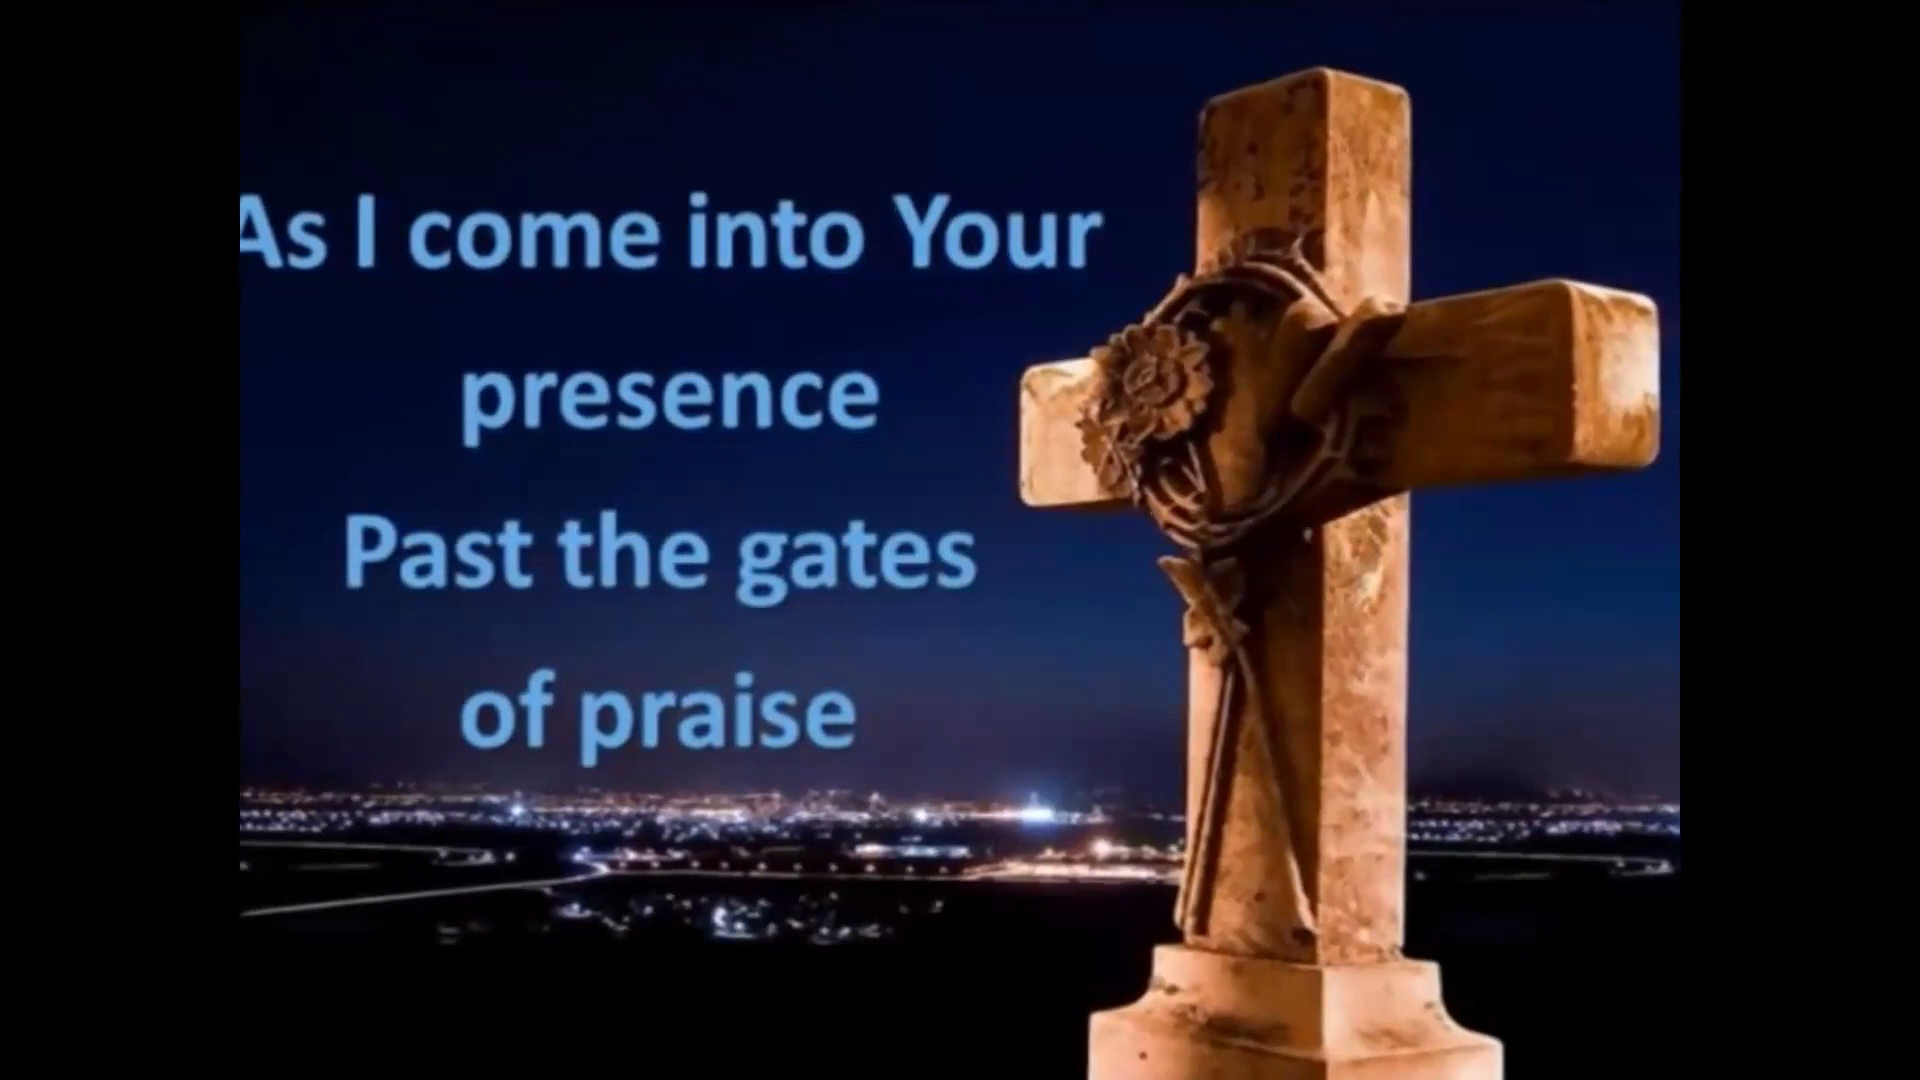 As I come into Your
presence
Past the gates
of praise